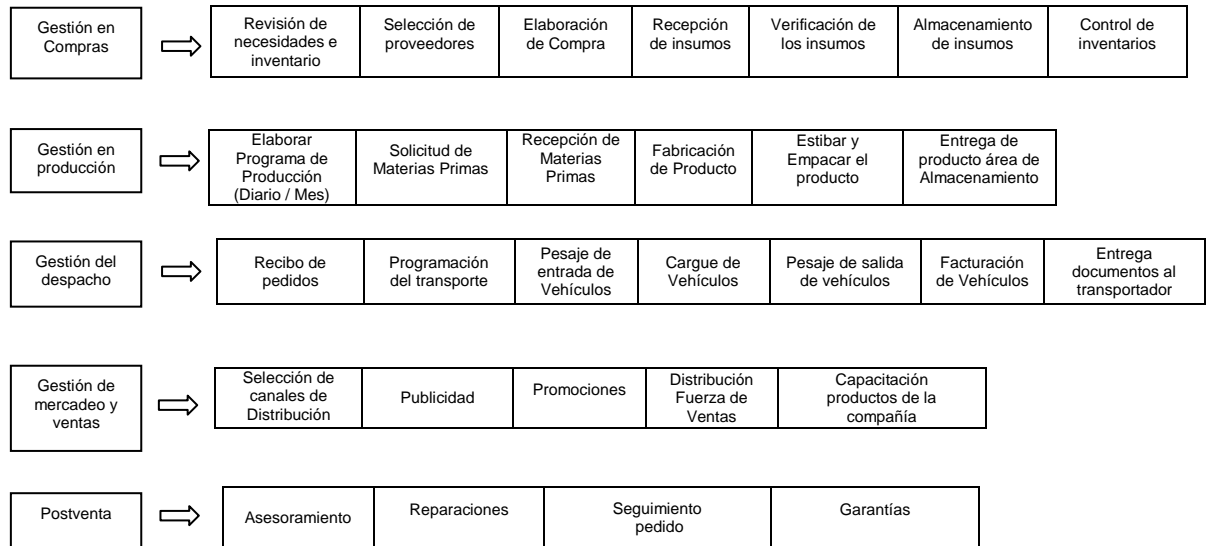 Gestión en
Compras
Revisión de
necesidades e
inventario
Selección de
proveedores
Elaboración
de Compra
Recepción
de insumos
Verificación de
los insumos
Almacenamiento
de insumos
Control de
inventarios
Gestión en
producción
Elaborar
Programa de
Producción
(Diario / Mes)
Solicitud de
Materias Primas
Recepción de
Materias
Primas
Fabricación
de Producto
Estibar y
Empacar el
producto
Entrega de
producto área de
Almacenamiento
Gestión del
despacho
Recibo de
pedidos
Programación
del transporte
Pesaje de
entrada de
Vehículos
Cargue de
Vehículos
Pesaje de salida
de vehículos
Facturación
de Vehículos
Entrega
documentos al
transportador
Gestión de
mercadeo y
ventas
Selección de
canales de
Distribución
Publicidad
Promociones
Distribución
Fuerza de
Ventas
Capacitación
productos de la
compañía
Postventa
Asesoramiento
Reparaciones
Seguimiento
pedido
Garantías